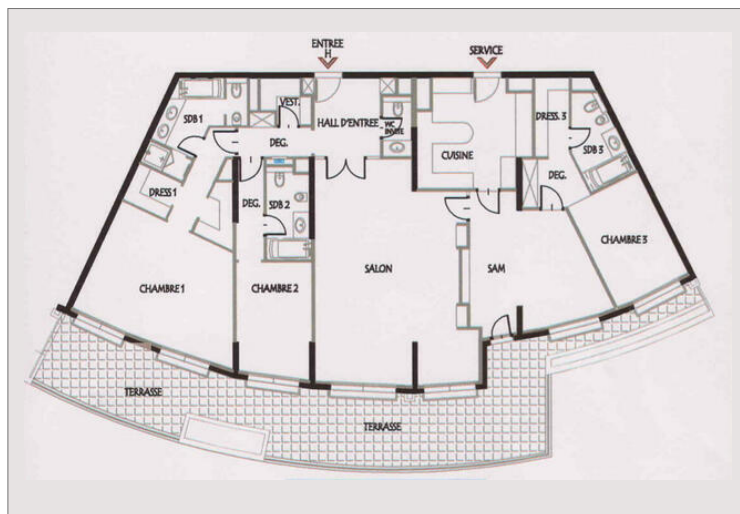 ENTREE
H
SERVICE
VEST.
SDB 1
HALL D'ENTREE
WC
INVITE
DRESS. 3
DEG.
CUISINE
SDB 3
DRESS 1
DEG.
SDB 2
DEG.
CHAMBRE 3
SALON
SAM
CHAMBRE 1
CHAMBRE 2
TERRASSE
TERRASSE